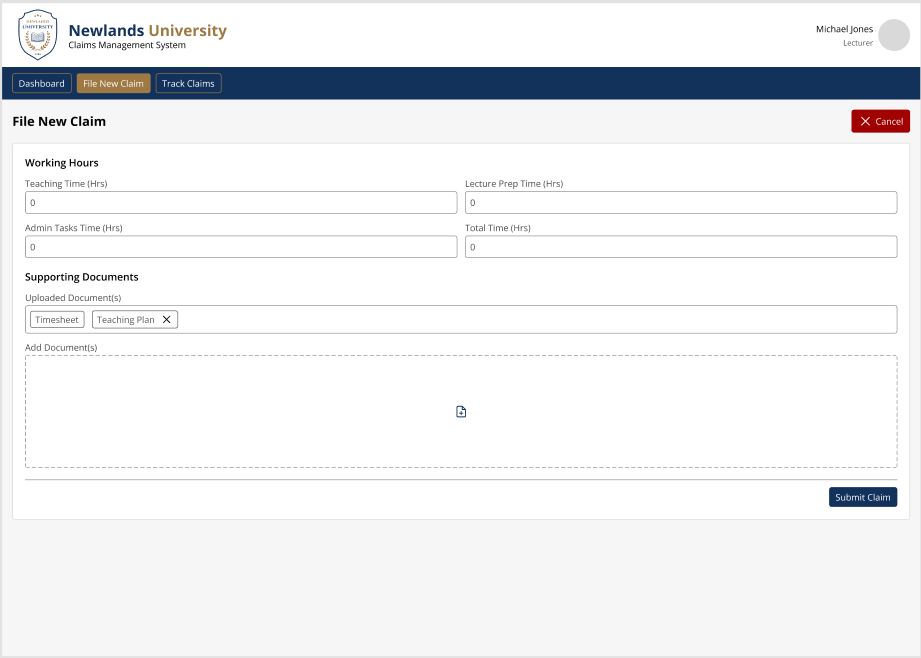 NEWLANDS
UNIVERSITY
Newlands University
Claims Management System
Michael Jones
Lecturer
Dashboard
File New Claim
Track Claims
File New Claim
Cancel
Working Hours
Teaching Time (Hrs)
Lecture Prep Time (Hrs)
0
0
Admin Tasks Time (Hrs)
Total Time (Hrs)
0
0
Supporting Documents
Uploaded Document(s)
Timesheet
Teaching Plan
Add Document(s)
Submit Claim